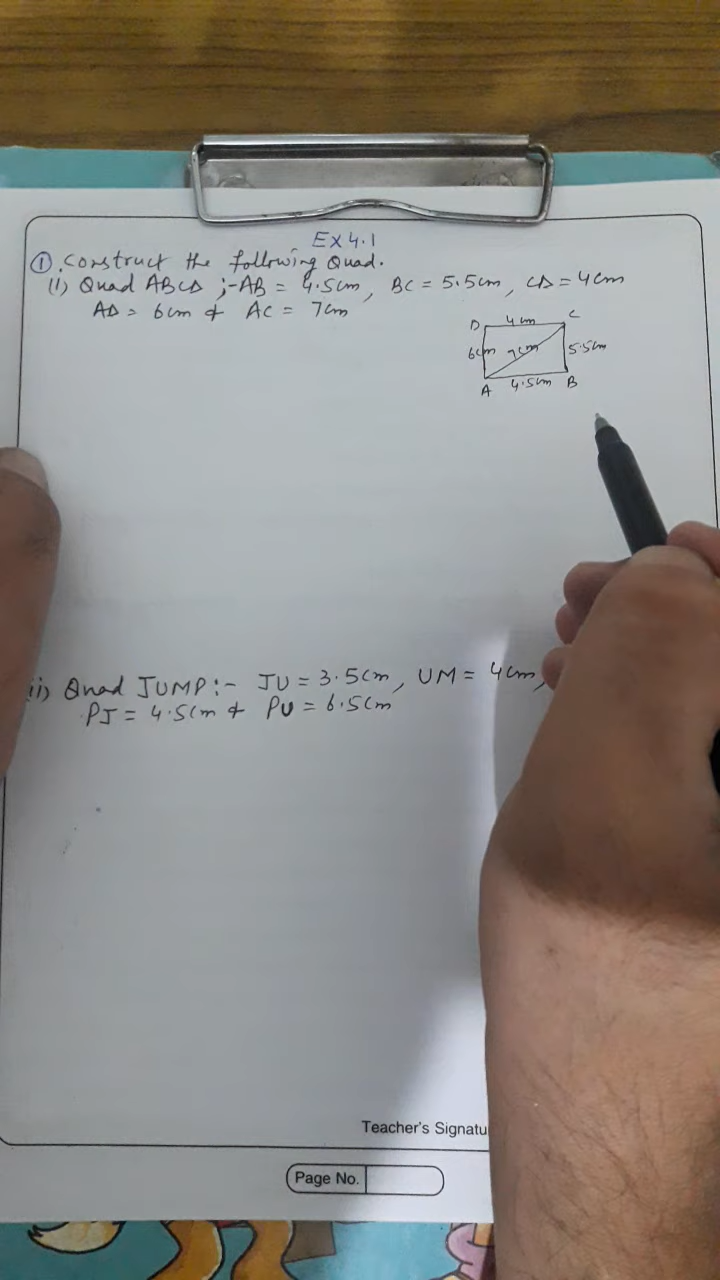 Ex 4.1
① Construct the following Quad.
(i) Quad ABCD ;- AB = 4.5cm, BC = 5.5cm, CD = 4cm
AD = 6cm & AC = 7cm
D 4cm C
6cm 7cm 5.5cm
A 4.5cm B
ii) Quad JUMP:- JU = 3.5cm, UM = 4cm,
PJ = 4.5cm & PU = 6.5cm
Teacher's
Page No.